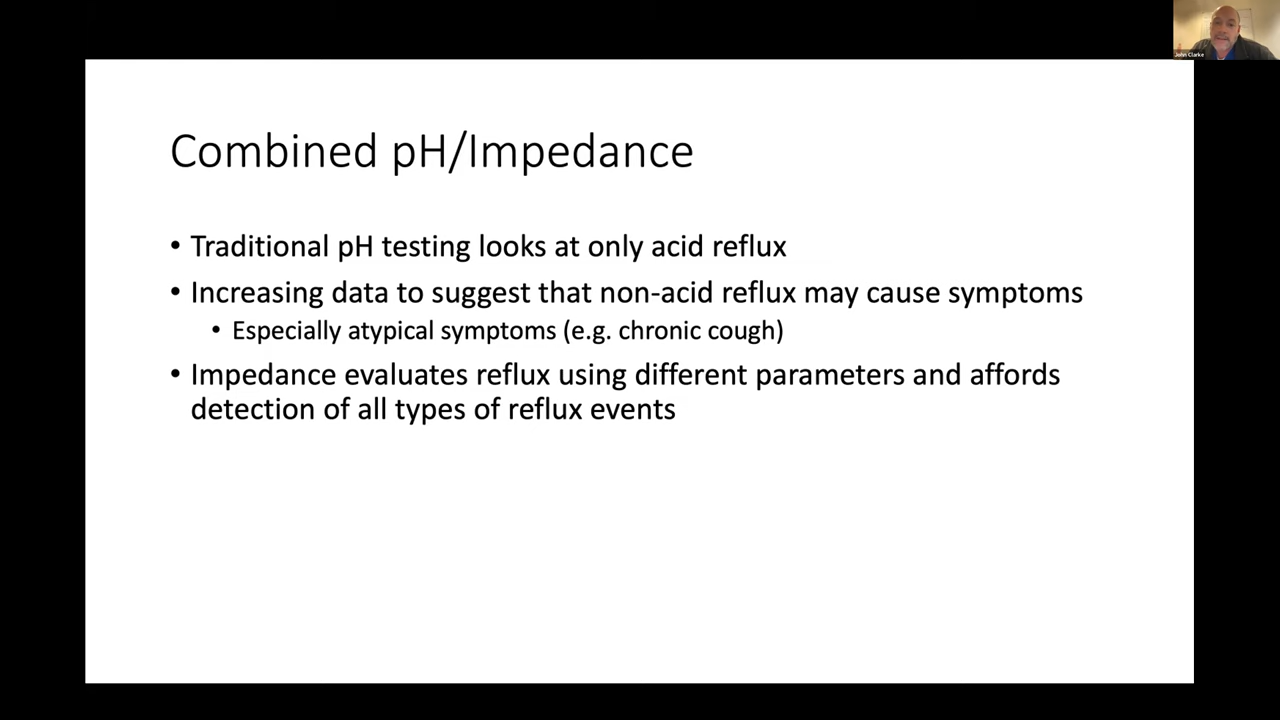 John Clarke
Combined pH/Impedance
• Traditional pH testing looks at only acid reflux
• Increasing data to suggest that non-acid reflux may cause symptoms
• Especially atypical symptoms (e.g. chronic cough)
• Impedance evaluates reflux using different parameters and affords
detection of all types of reflux events